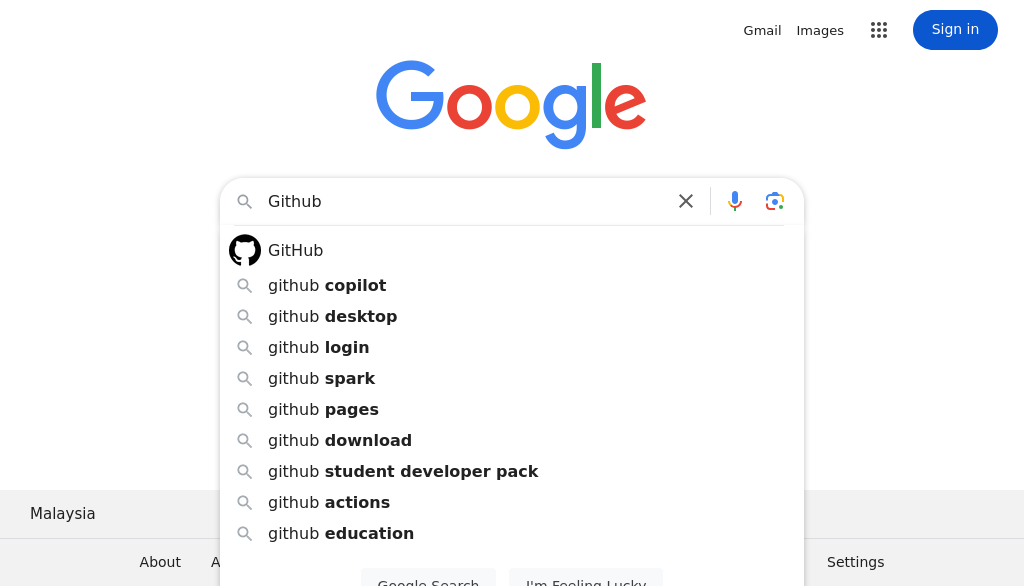 Gmail Images Sign in
Google
Github
GitHub
github copilot
github desktop
github login
github spark
github pages
github download
github student developer pack
github actions
github education
Malaysia
About
Settings
Google Search I'm Feeling Lucky